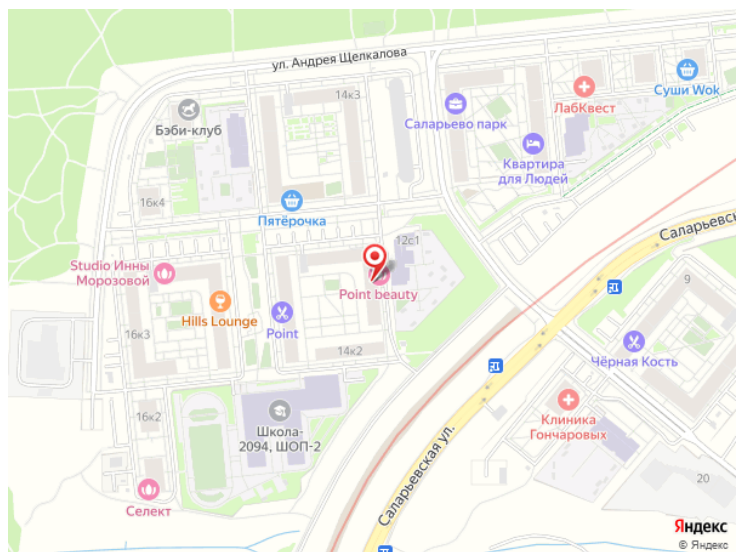 ул. Андрея Щелкалова
14к3
Бэби-клуб
Саларьево парк
ЛабКвест
Суши Wok
Квартира
для Людей
16к4
Пятёрочка
12с1
Саларьевск
Studio Инны
Морозовой
Point beauty
9
Hills Lounge
Point
16к3
14к2
Чёрная Кость
16к2
Школа-
2094, ШОП-2
Клиника
Гончаровых
Саларьевская ул.
20
Селект
Яндекс
© Яндекс